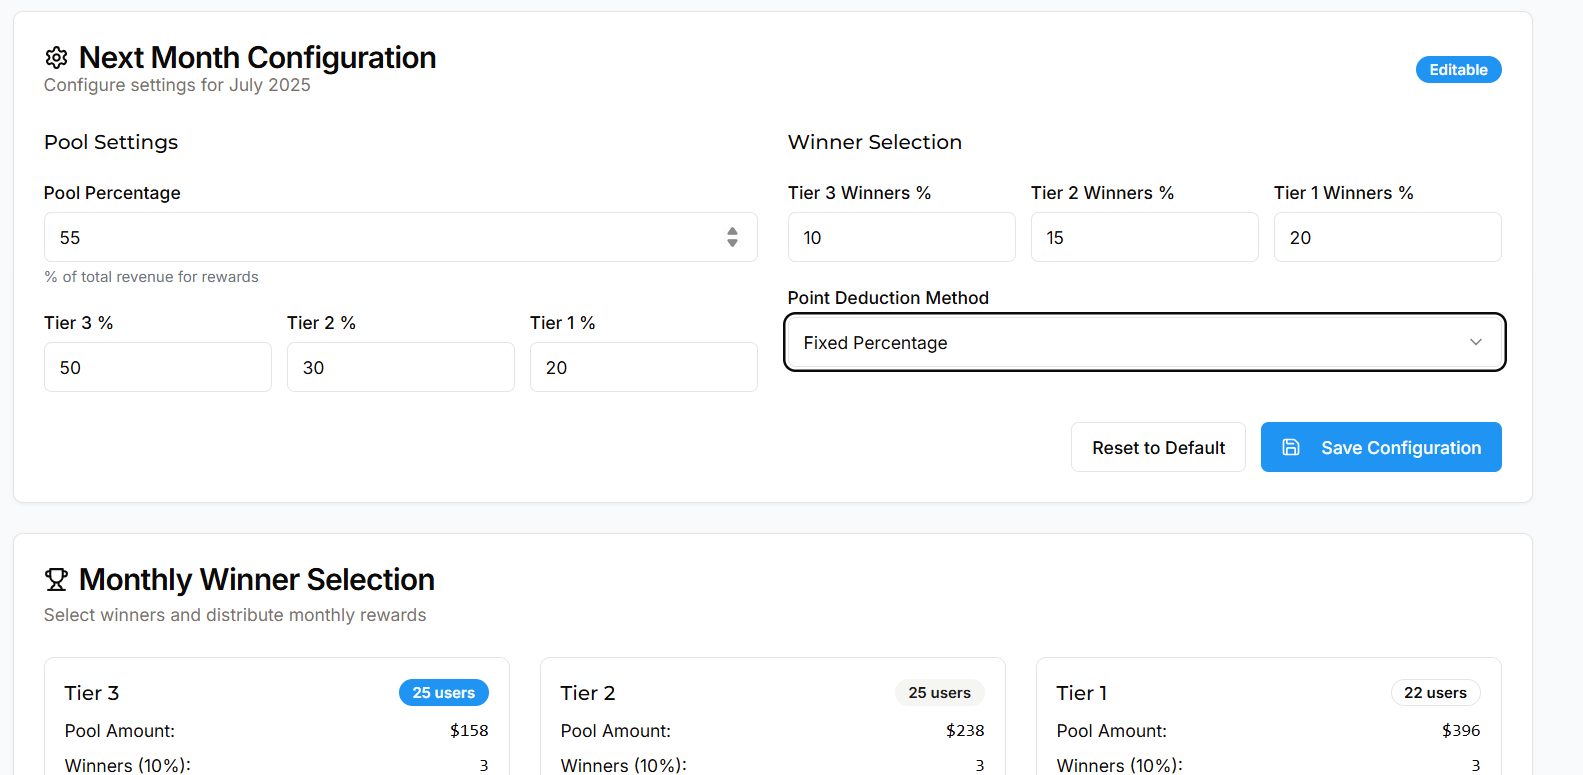 Next Month Configuration
Configure settings for July 2025
Editable
Pool Settings
Pool Percentage
55
% of total revenue for rewards
Tier 3 % Tier 2 % Tier 1 %
50 30 20
Winner Selection
Tier 3 Winners % Tier 2 Winners % Tier 1 Winners %
10 15 20
Point Deduction Method
Fixed Percentage
Reset to Default Save Configuration
Monthly Winner Selection
Select winners and distribute monthly rewards
Tier 3 25 users
Pool Amount: $158
Winners (10%): 3
Tier 2 25 users
Pool Amount: $238
Winners (10%): 3
Tier 1 22 users
Pool Amount: $396
Winners (10%): 3